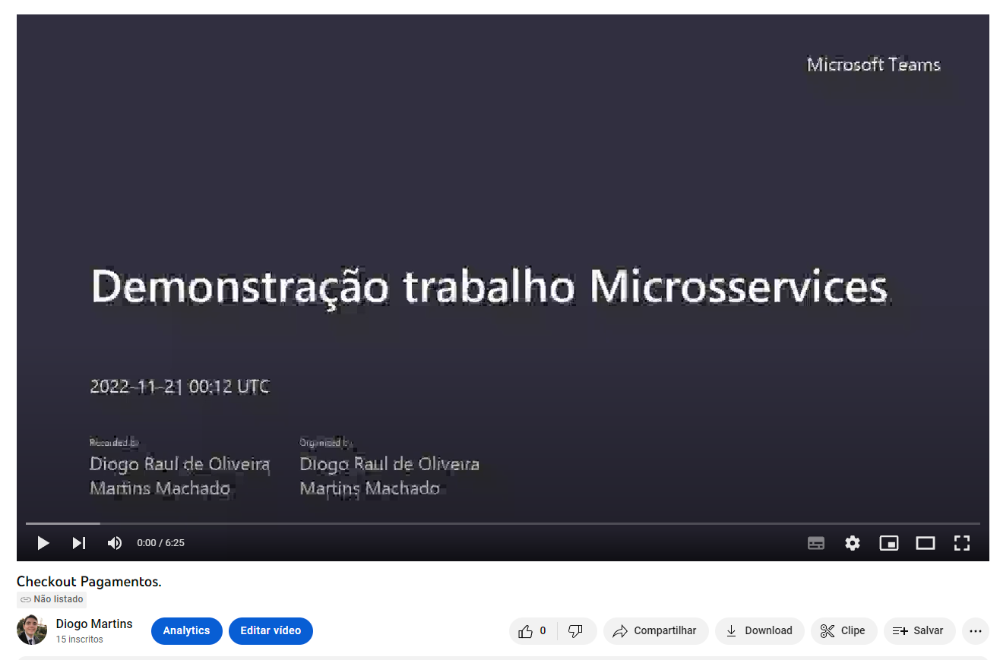 Microsoft Teams
Demonstração trabalho Microsservices
2022-11-21 00:12 UTC
Recorded by
Organized by
Diogo Raul de Oliveira
Martins Machado
Diogo Raul de Oliveira
Martins Machado
0:00 / 6:25
Checkout Pagamentos.
Não listado
Diogo Martins
15 inscritos
Analytics
Editar vídeo
0
Compartilhar
Download
Clipe
Salvar